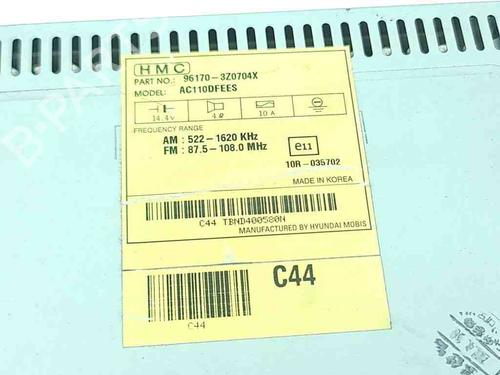 HMC
PART NO.: 96170-3Z0704X
MODEL: AC110DFEES
14.4v 4Ω 10 A
FREQUENCY RANGE
AM : 522-1620 KHz
FM : 87.5-108.0 MHz
e11
10R-035702
MADE IN KOREA
C44 TBND400580N
MANUFACTURED BY HYUNDAI MOBIS
C44
C44